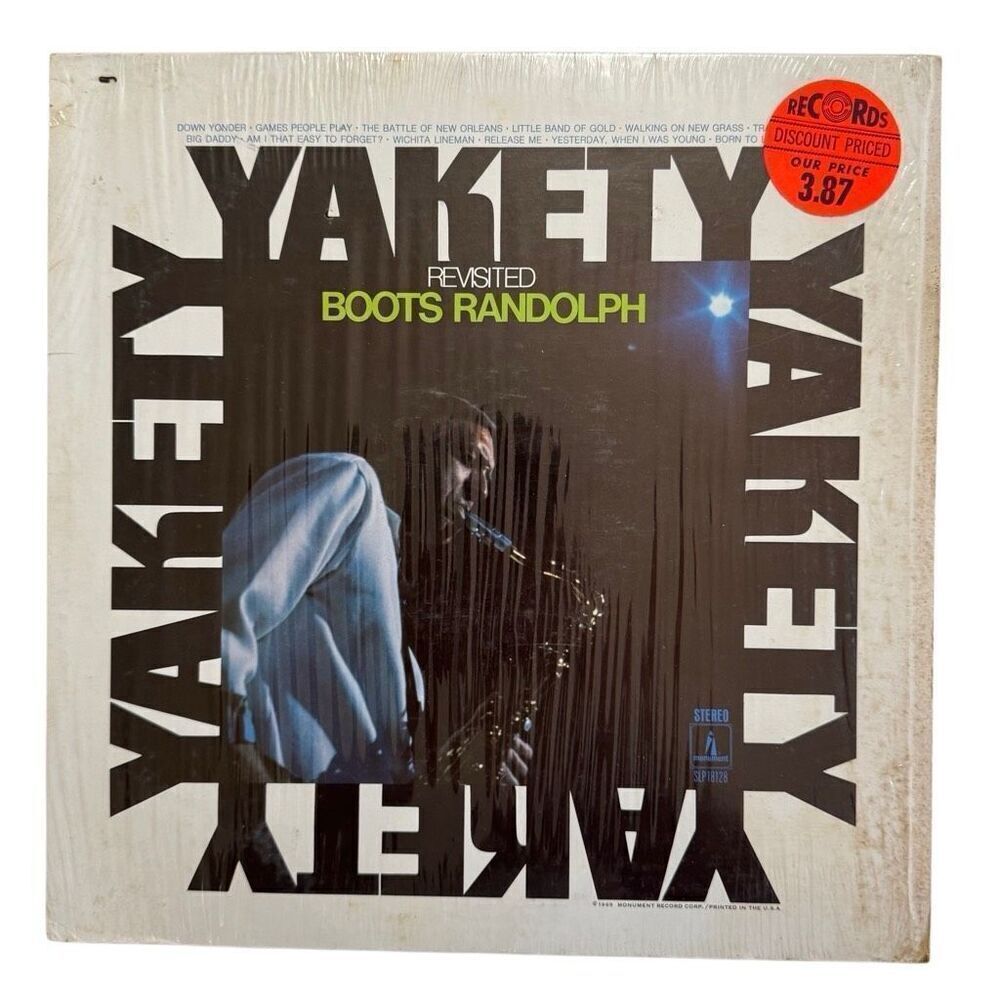 RECORDS
DISCOUNT PRICED
OUR PRICE
3.87
DOWN YONDER • GAMES PEOPLE PLAY • THE BATTLE OF NEW ORLEANS • LITTLE BAND OF GOLD • WALKING ON NEW GRASS •
BIG DADDY • AM I THAT EASY TO FORGET? • WICHITA LINEMAN • RELEASE ME • YESTERDAY, WHEN I WAS YOUNG • BORN TO
YAKETY
YAKETY
YAKETY
YAKETY
REVISITED
BOOTS RANDOLPH
STEREO
monument
SLP18128
© 1969 MONUMENT RECORD CORP. / PRINTED IN THE U.S.A.